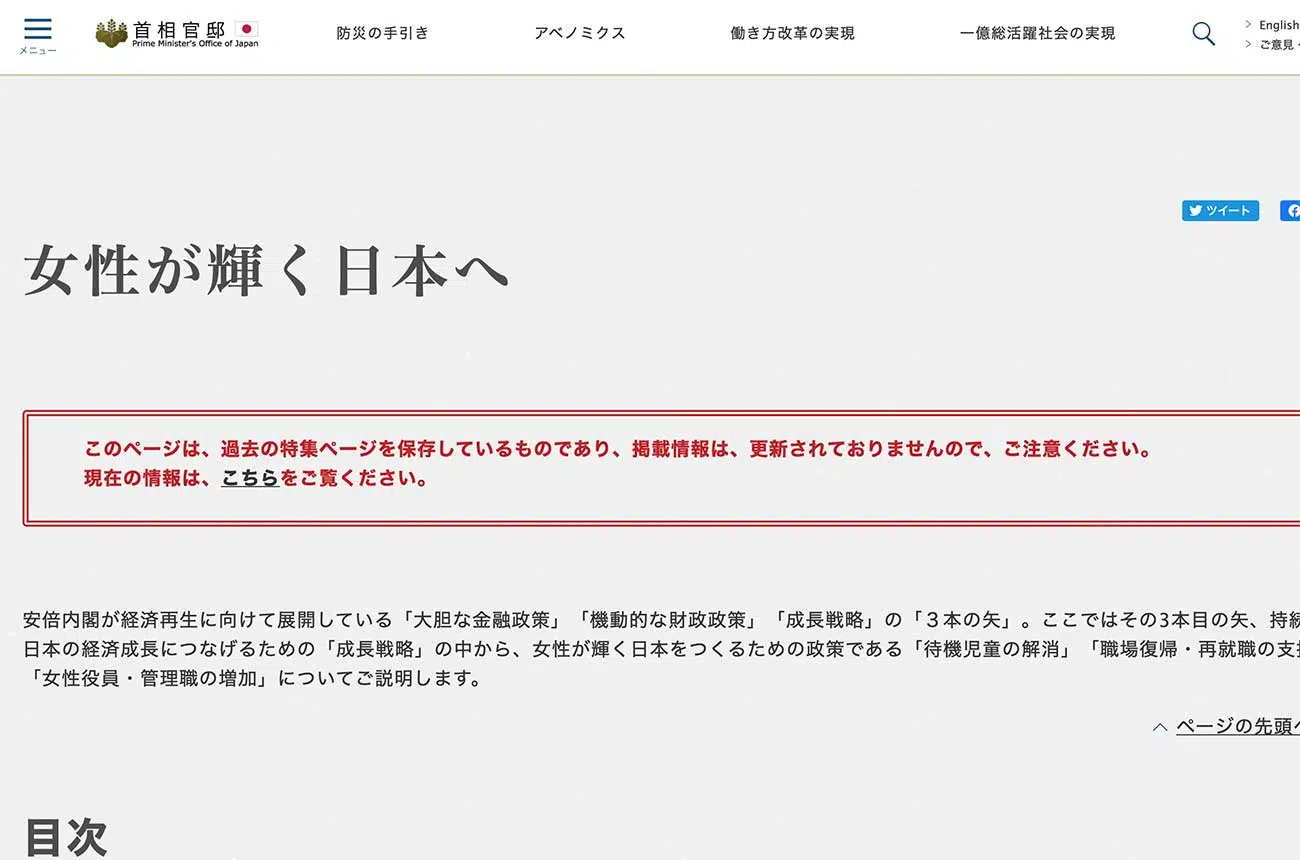 メニュー
首相官邸
Prime Minister's Office of Japan
防災の手引き
アベノミクス
働き方改革の実現
一億総活躍社会の実現
English
ご意見・
ツイート
女性が輝く日本へ
このページは、過去の特集ページを保存しているものであり、掲載情報は、更新されておりませんので、ご注意ください。
現在の情報は、こちらをご覧ください。
安倍内閣が経済再生に向けて展開している「大胆な金融政策」「機動的な財政政策」「成長戦略」の「３本の矢」。ここではその3本目の矢、持続
日本の経済成長につなげるための「成長戦略」の中から、女性が輝く日本をつくるための政策である「待機児童の解消」「職場復帰・再就職の支援
「女性役員・管理職の増加」についてご説明します。
ページの先頭へ
目次